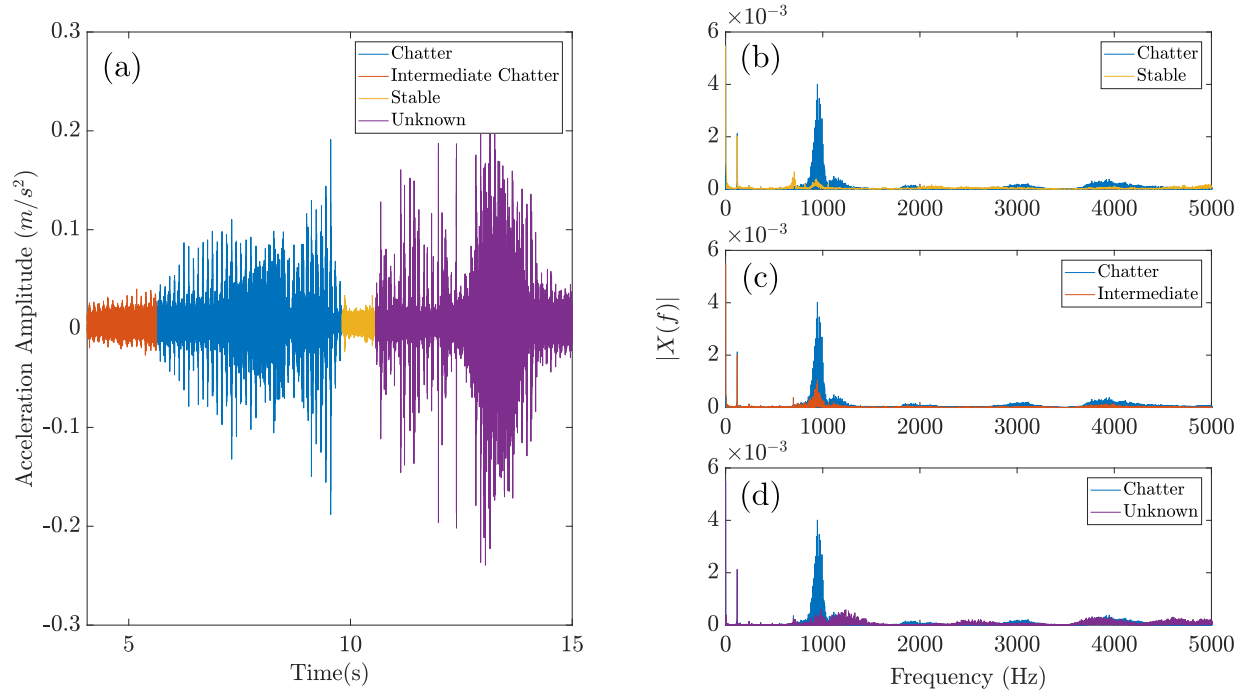 (a)
Chatter
Intermediate Chatter
Stable
Unknown
0.3
0.2
0.1
0
-0.1
-0.2
-0.3
Acceleration Amplitude (m/s²)
5 10 15
Time(s)
×10⁻³
(b)
Chatter
Stable
6
4
2
0
0 1000 2000 3000 4000 5000
×10⁻³
(c)
Chatter
Intermediate
6
4
2
0
|X(f)|
0 1000 2000 3000 4000 5000
×10⁻³
(d)
Chatter
Unknown
6
4
2
0
0 1000 2000 3000 4000 5000
Frequency (Hz)